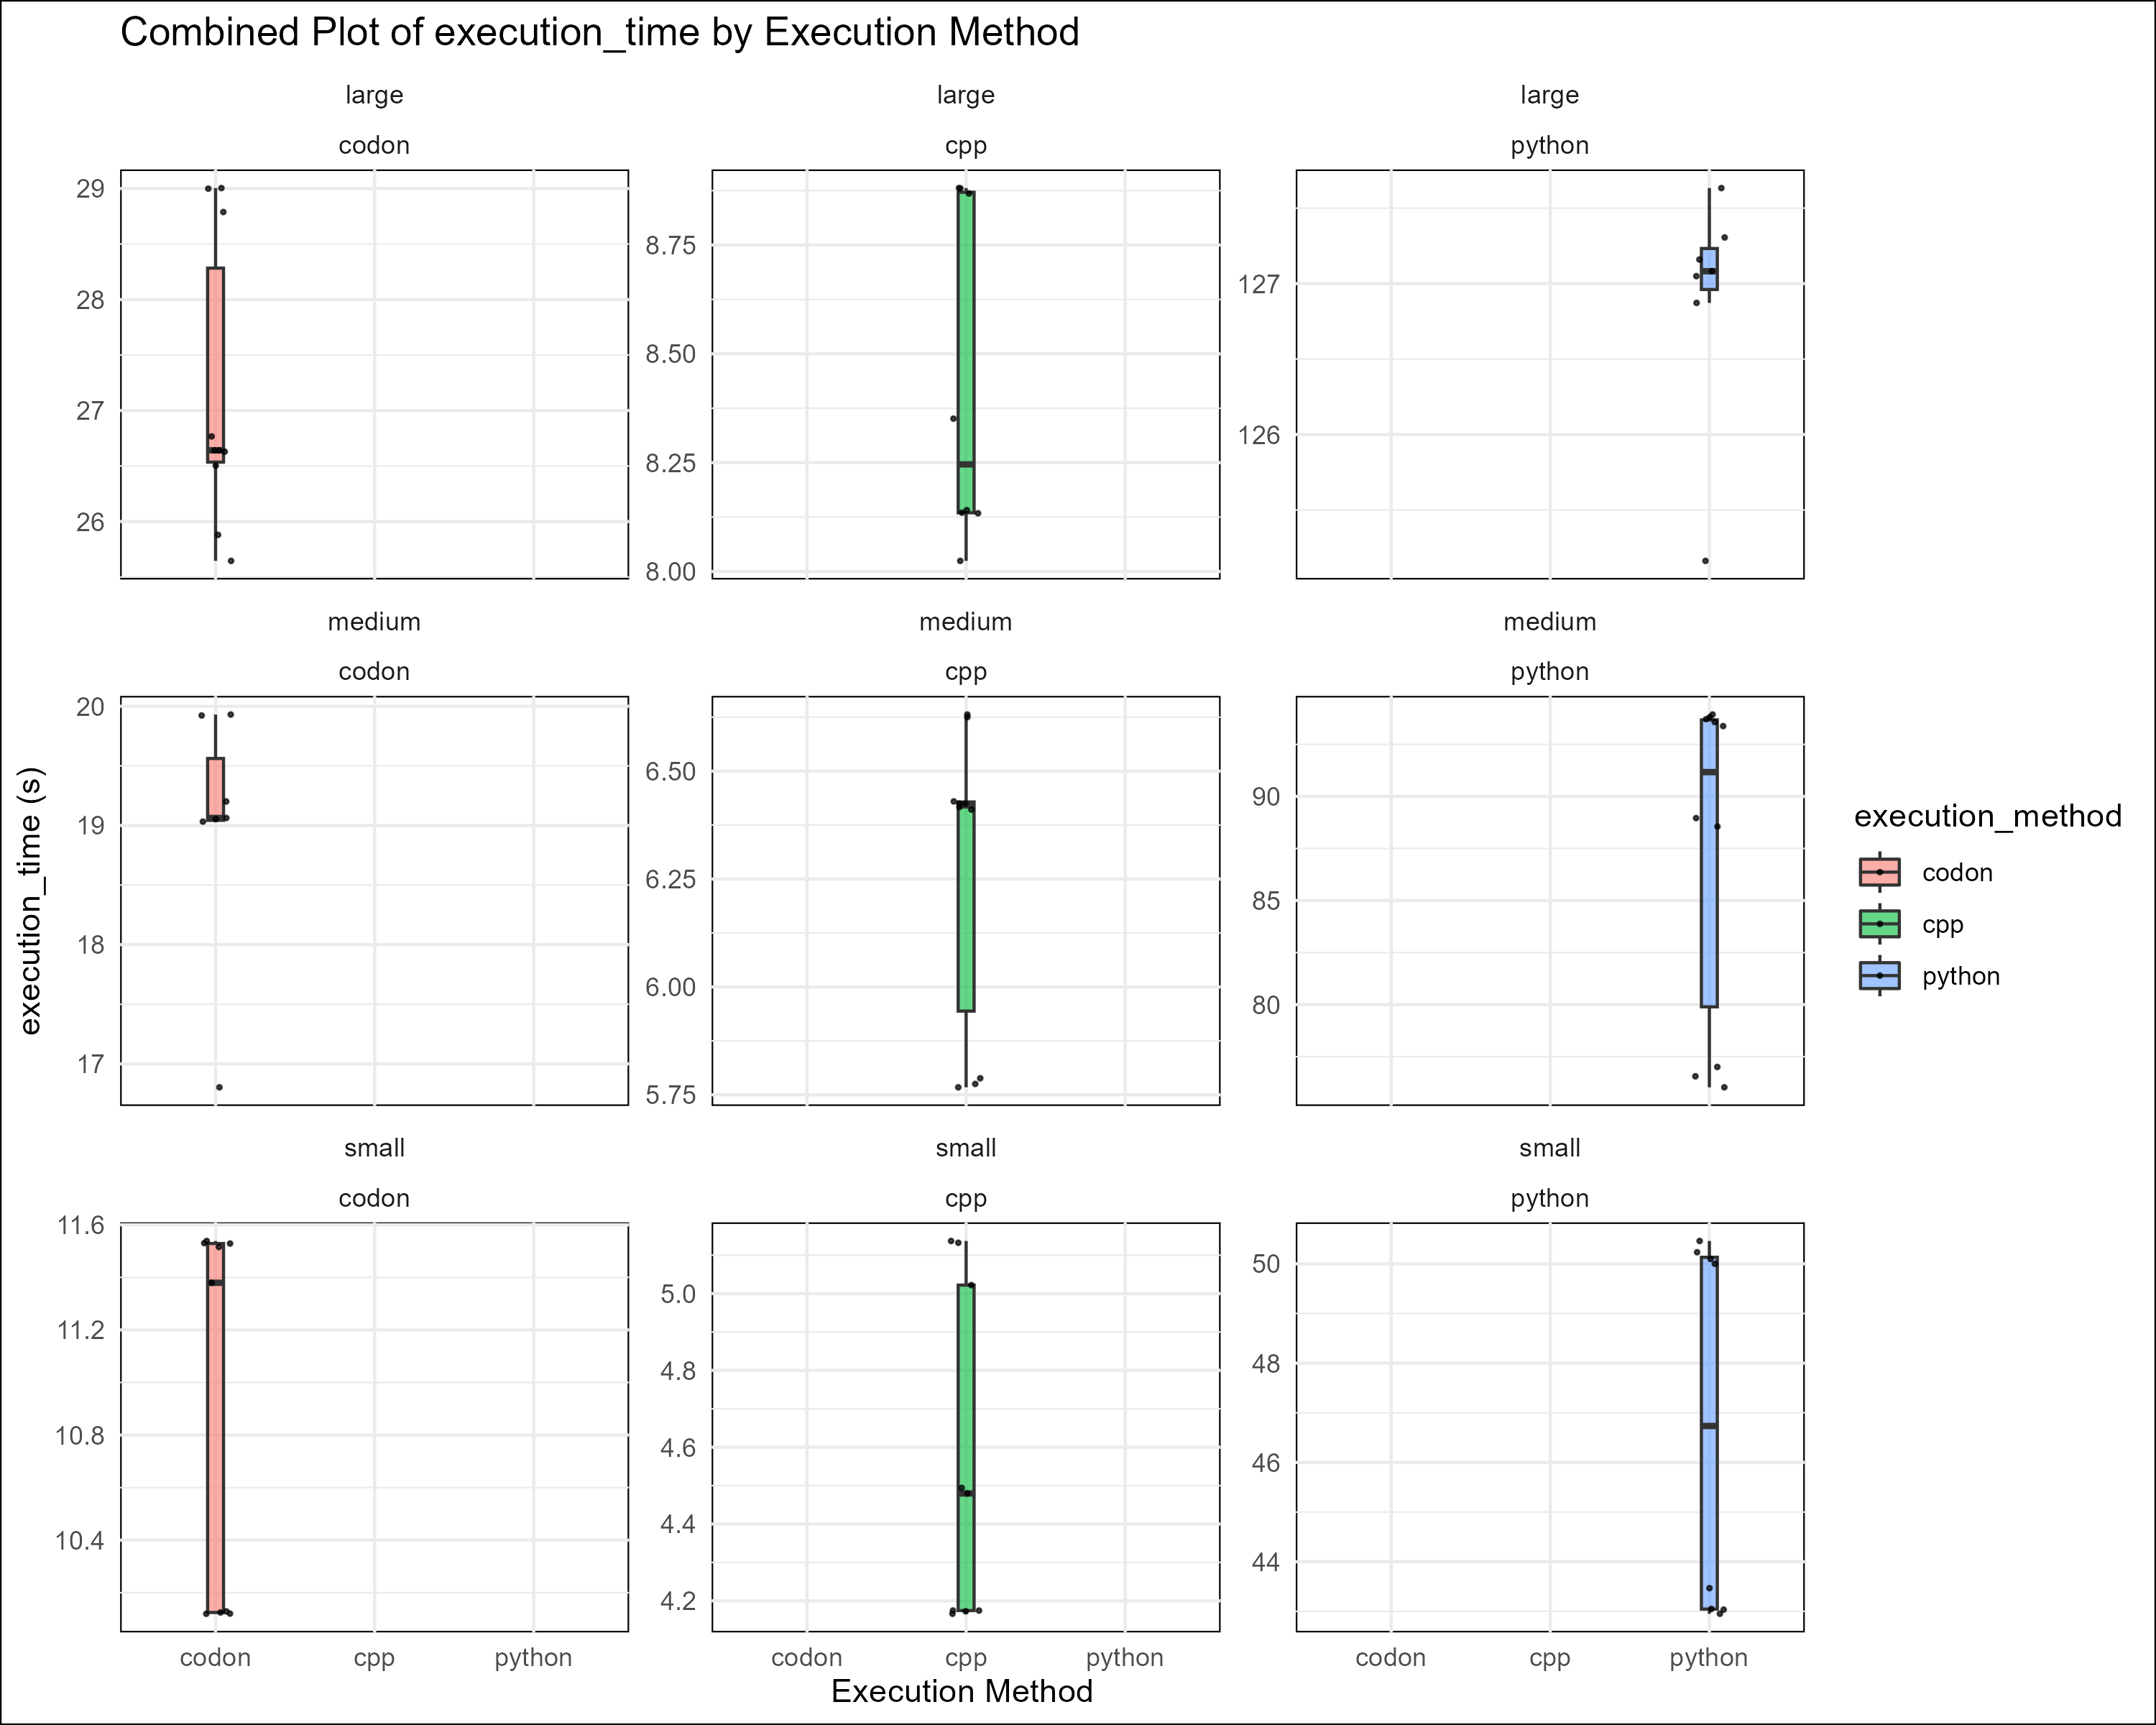 Combined Plot of execution_time by Execution Method
large
codon
large
cpp
large
python
29
28
27
26
8.75
8.50
8.25
8.00
127
126
medium
codon
medium
cpp
medium
python
20
19
18
17
6.50
6.25
6.00
5.75
90
85
80
small
codon
small
cpp
small
python
11.6
11.2
10.8
10.4
5.0
4.8
4.6
4.4
4.2
50
48
46
44
codon cpp python
codon cpp python
codon cpp python
Execution Method
execution_time (s)
execution_method
codon
cpp
python